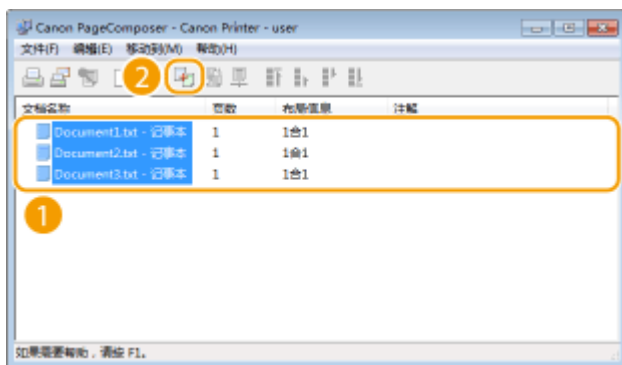 Canon PageComposer - Canon Printer - user
文件(F) 编辑(E) 移动到(M) 帮助(H)
2
文档名称 页数 布局信息 注解
Document1.txt - 记事本 1 1合1
Document2.txt - 记事本 1 1合1
Document3.txt - 记事本 1 1合1
1
如果需要帮助，请按 F1。